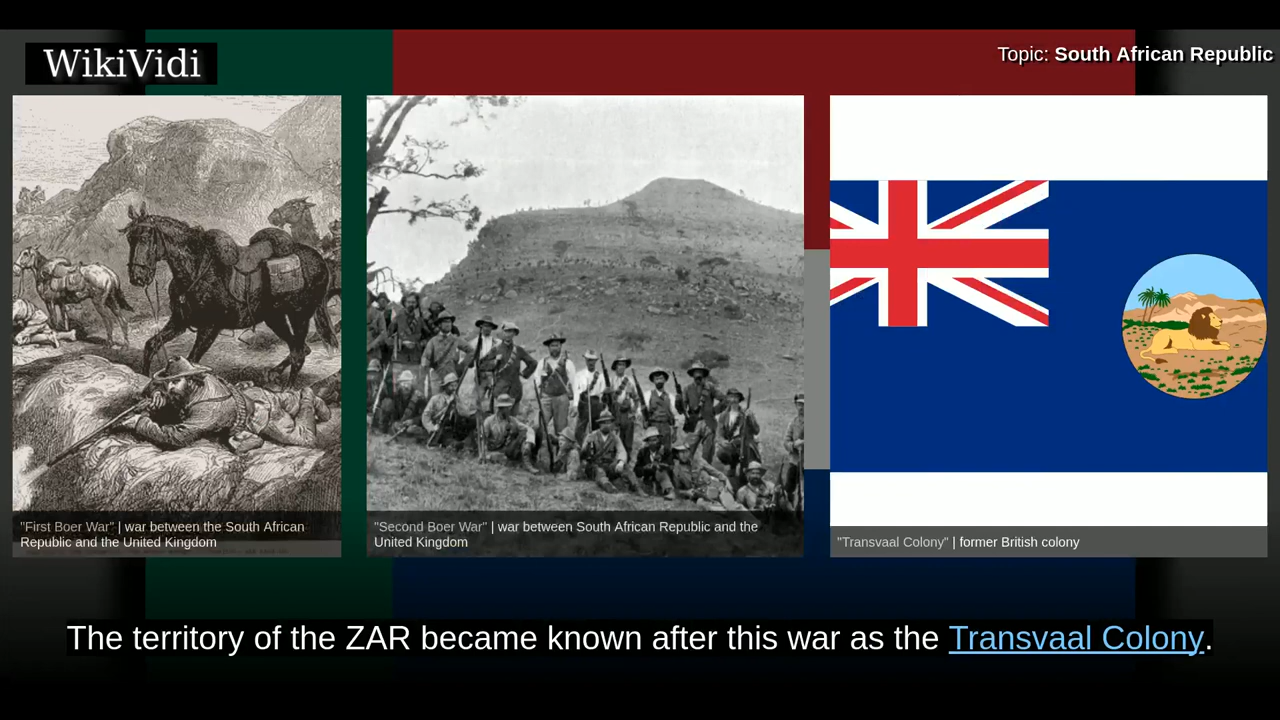 WikiVidi
Topic: South African Republic
"First Boer War" | war between the South African
Republic and the United Kingdom
"Second Boer War" | war between South African Republic and the
United Kingdom
"Transvaal Colony" | former British colony
The territory of the ZAR became known after this war as the Transvaal Colony.